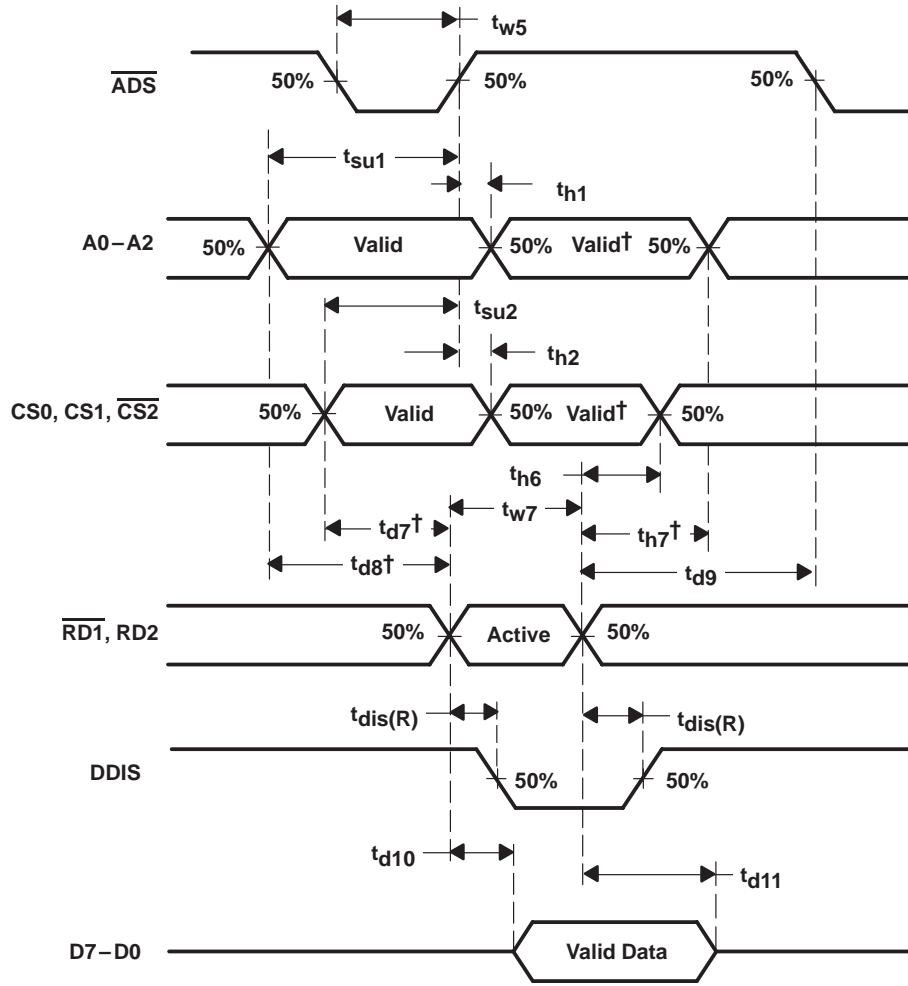 tw5
ADS
50%
50%
50%
tsu1
th1
A0–A2
50%
Valid
50%
Valid†
50%
tsu2
th2
CS0, CS1, CS2
50%
Valid
50%
Valid†
50%
th6
tw7
td7†
th7†
td8†
td9
RD1, RD2
50%
Active
50%
tdis(R)
tdis(R)
DDIS
50%
50%
td10
td11
D7–D0
Valid Data